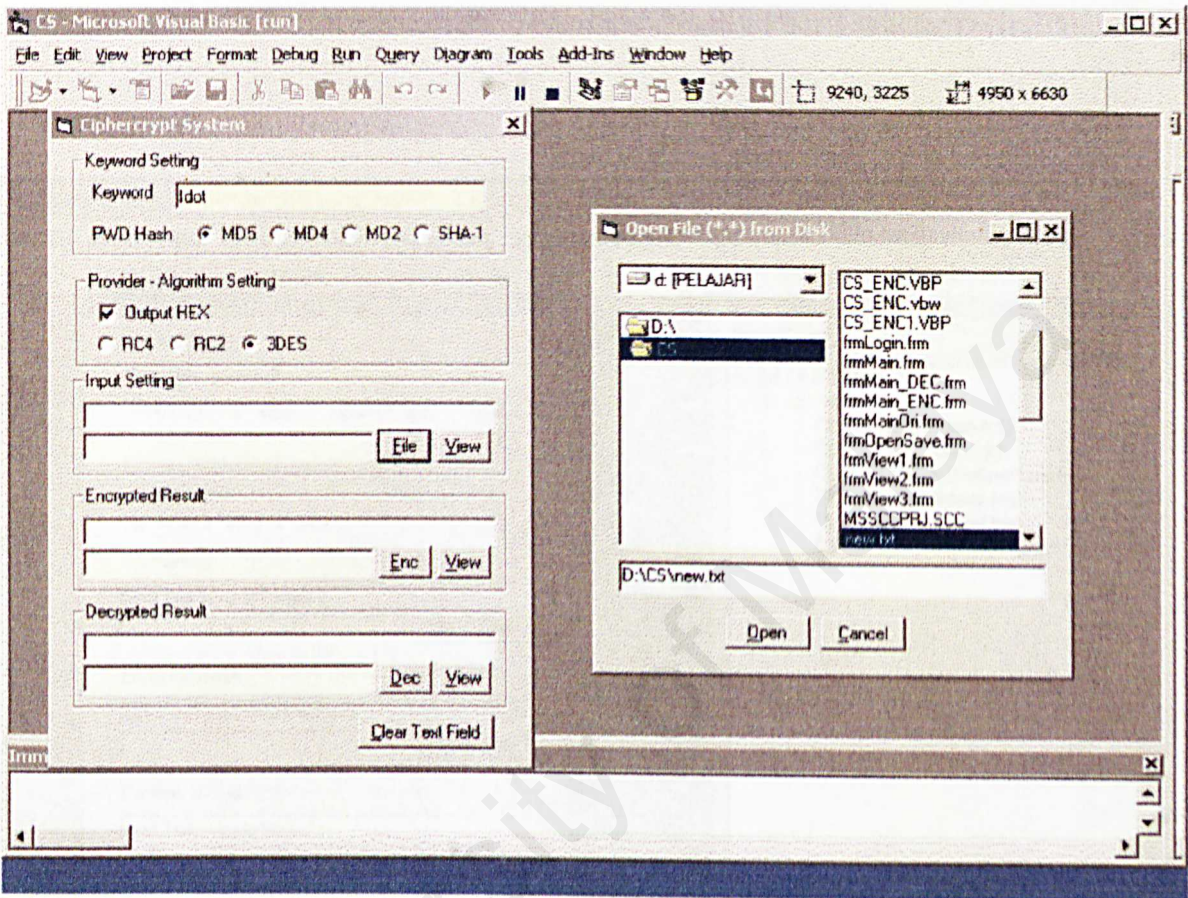 CS - Microsoft Visual Basic [run]
File Edit View Project Format Debug Run Query Diagram Tools Add-Ins Window Help
9240, 3225 4950 x 6630
Ciphercrypt System
Keyword Setting
Keyword Idot
PWD Hash MD5 MD4 MD2 SHA-1
Provider - Algorithm Setting
Output HEX
RC4 RC2 3DES
Input Setting
File View
Encrypted Result
Enc View
Decrypted Result
Dec View
Clear Text Field
Open File (*.*) from Disk
d: [PELAJAR]
D:\
CS
CS_ENC.VBP
CS_ENC.vbw
CS_ENC1.VBP
frmLogin.frm
frmMain.frm
frmMain_DEC.frm
frmMain_ENC.frm
frmMainOri.frm
frmOpenSave.frm
frmView1.frm
frmView2.frm
frmView3.frm
MSSCCPRJ.SCC
new.txt
D:\CS\new.txt
Open Cancel
Imm
sity of Malaya